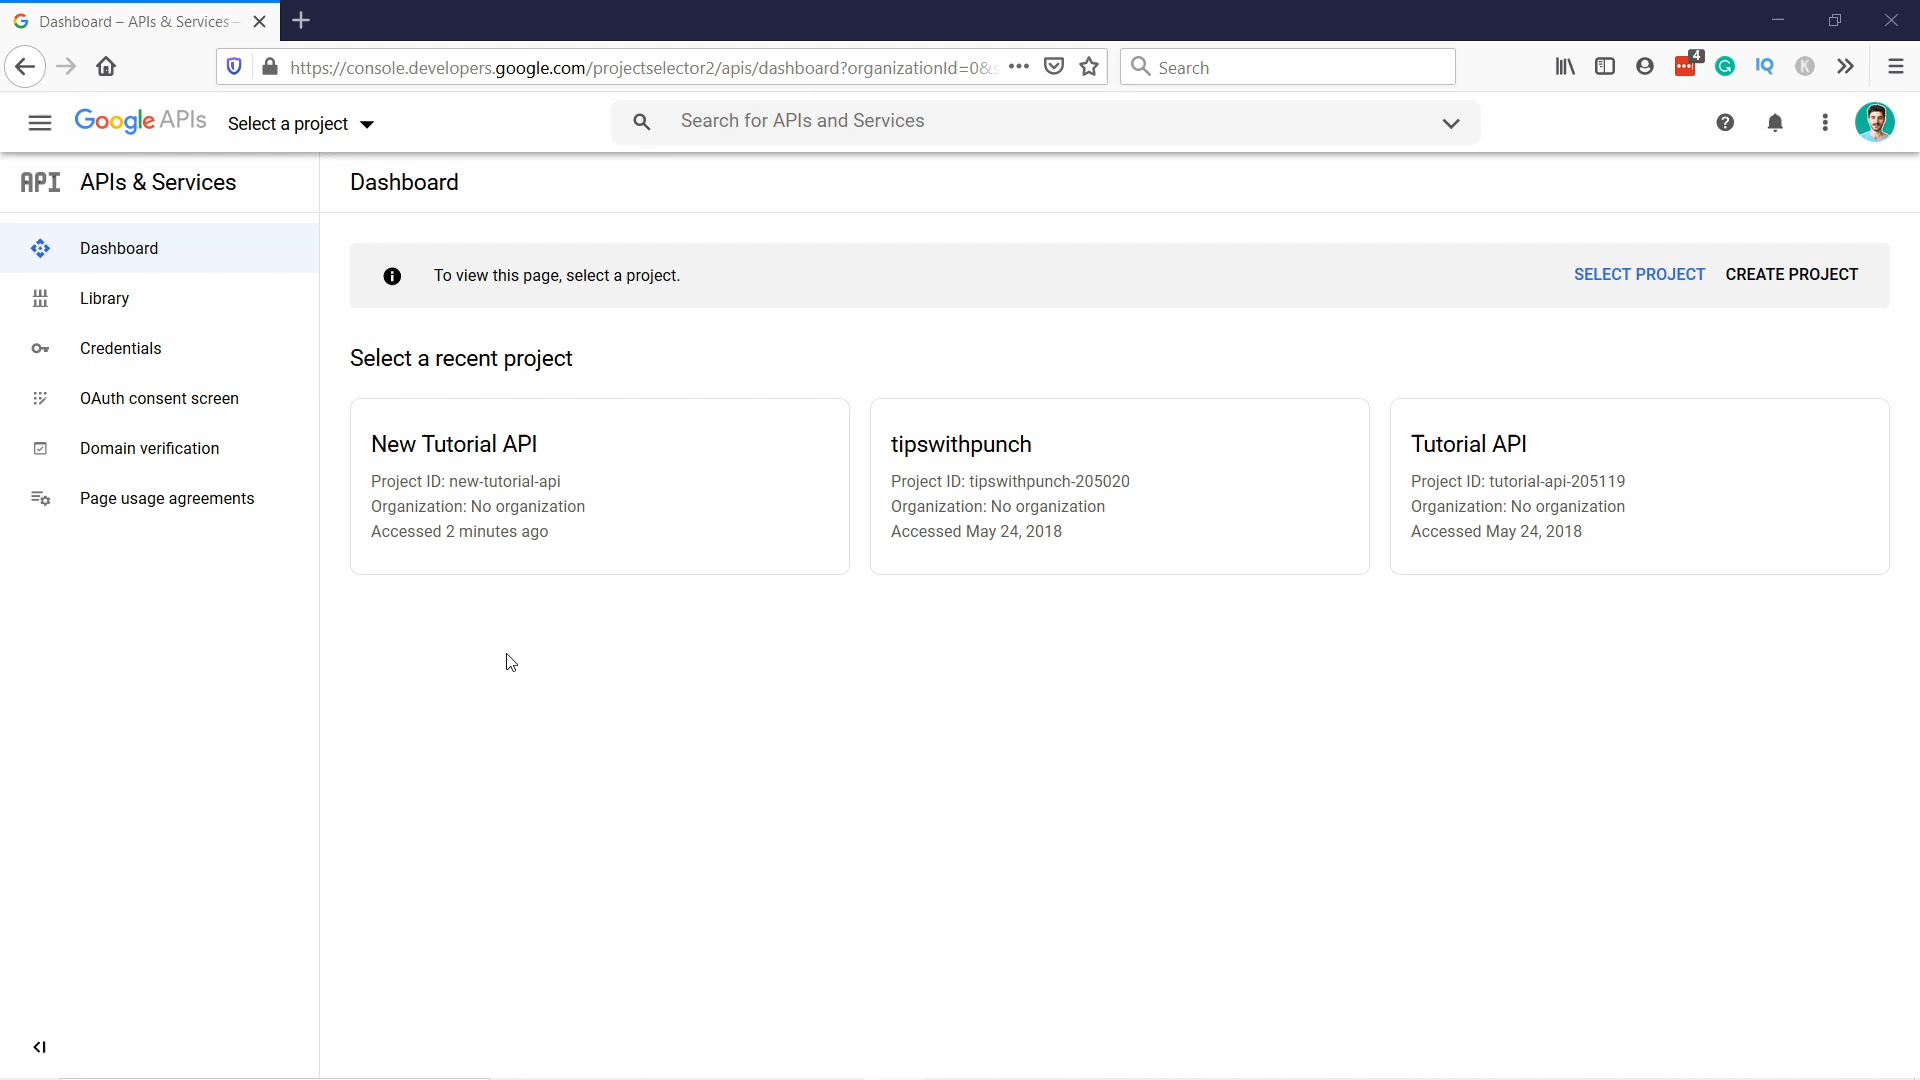 Dashboard – APIs & Services –
https://console.developers.google.com/projectselector2/apis/dashboard?organizationId=0&
Search
4
IQ
K
Google APIs
Select a project
Search for APIs and Services
API APIs & Services
Dashboard
Dashboard
Library
Credentials
OAuth consent screen
Domain verification
Page usage agreements
To view this page, select a project.
SELECT PROJECT
CREATE PROJECT
Select a recent project
New Tutorial API
Project ID: new-tutorial-api
Organization: No organization
Accessed 2 minutes ago
tipswithpunch
Project ID: tipswithpunch-205020
Organization: No organization
Accessed May 24, 2018
Tutorial API
Project ID: tutorial-api-205119
Organization: No organization
Accessed May 24, 2018